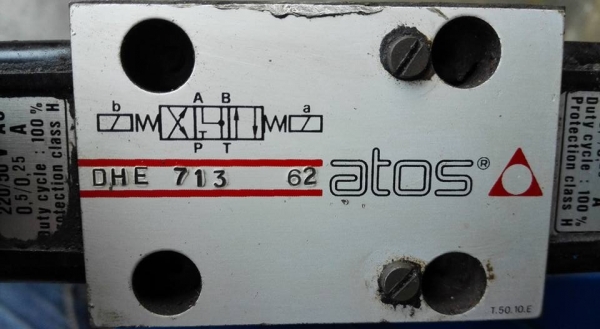 A B
b a
T
P T
DHE 713 62 atos®
T.50.10.E
220/50 V AC
0,5/0,25 A
Duty cycle : 100 %
Protection class H
Duty cycle : 100 %
Protection class H